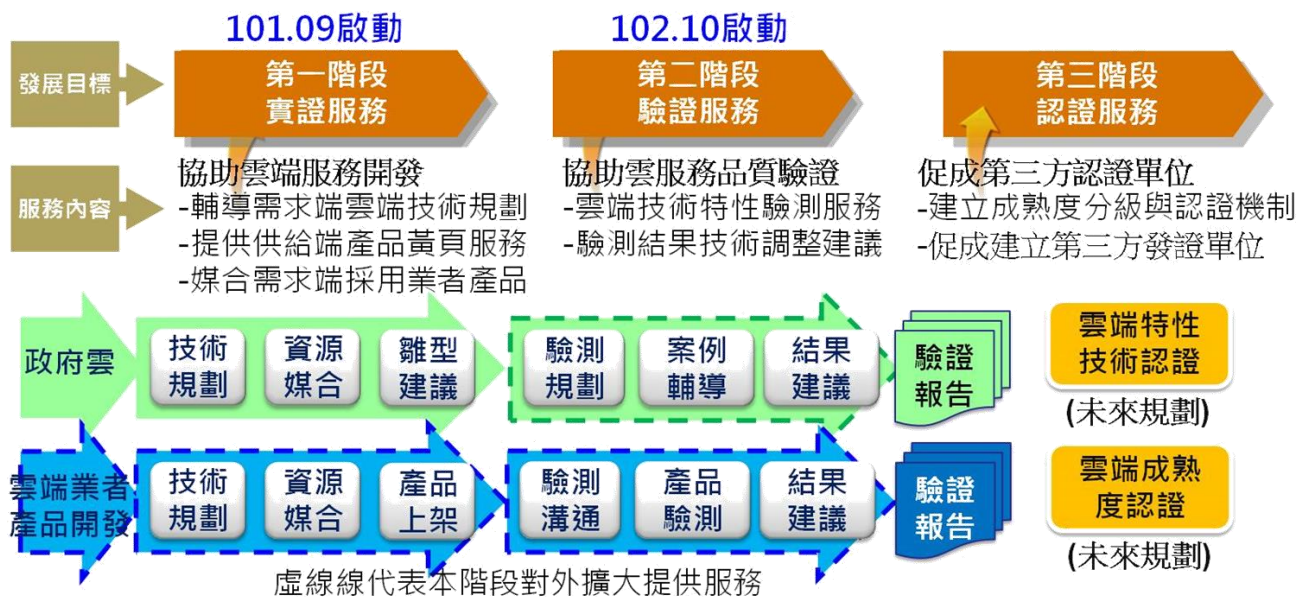 101.09啟動
102.10啟動
發展目標
第一階段
實證服務
第二階段
驗證服務
第三階段
認證服務
服務內容
協助雲端服務開發
-輔導需求端雲端技術規劃
-提供供給端產品黃頁服務
-媒合需求端採用業者產品
協助雲服務品質驗證
-雲端技術特性驗測服務
-驗測結果技術調整建議
促成第三方認證單位
-建立成熟度分級與認證機制
-促成建立第三方發證單位
政府雲
技術
規劃
資源
媒合
雛型
建議
驗測
規劃
案例
輔導
結果
建議
驗證
報告
雲端特性
技術認證
(未來規劃)
雲端業者
產品開發
技術
規劃
資源
媒合
產品
上架
驗測
溝通
產品
驗測
結果
建議
驗證
報告
雲端成熟
度認證
(未來規劃)
虛線線代表本階段對外擴大提供服務